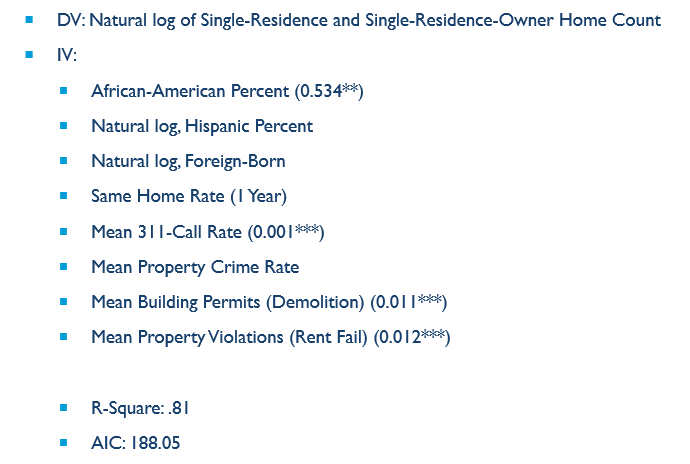 DV: Natural log of Single-Residence and Single-Residence-Owner Home Count
IV:
African-American Percent (0.534**)
Natural log, Hispanic Percent
Natural log, Foreign-Born
Same Home Rate (1 Year)
Mean 311-Call Rate (0.001***)
Mean Property Crime Rate
Mean Building Permits (Demolition) (0.011***)
Mean Property Violations (Rent Fail) (0.012***)
R-Square: .81
AIC: 188.05